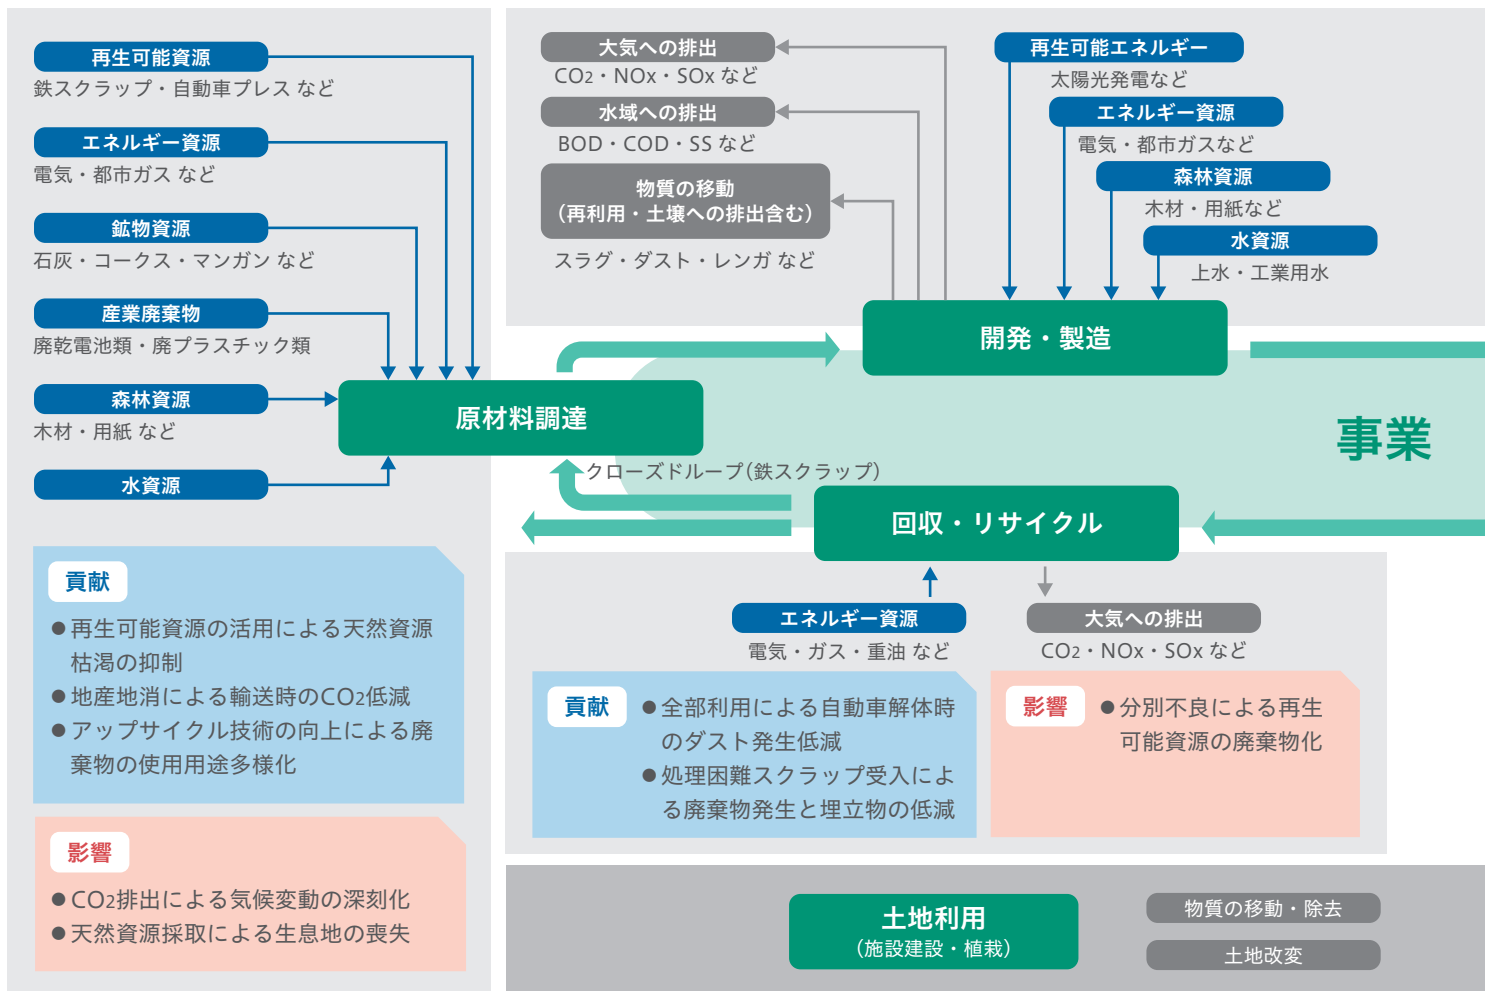 再生可能資源
鉄スクラップ・自動車プレス など
エネルギー資源
電気・都市ガス など
鉱物資源
石灰・コークス・マンガン など
産業廃棄物
廃乾電池類・廃プラスチック類
森林資源
木材・用紙 など
水資源
原材料調達
貢献
●再生可能資源の活用による天然資源
枯渇の抑制
●地産地消による輸送時のCO2低減
●アップサイクル技術の向上による廃
棄物の使用用途多様化
影響
●CO2排出による気候変動の深刻化
●天然資源採取による生息地の喪失
大気への排出
CO2・NOx・SOx など
水域への排出
BOD・COD・SS など
物質の移動
（再利用・土壌への排出含む）
スラグ・ダスト・レンガ など
再生可能エネルギー
太陽光発電など
エネルギー資源
電気・都市ガスなど
森林資源
木材・用紙など
水資源
上水・工業用水
開発・製造
事業
クローズドループ（鉄スクラップ）
回収・リサイクル
エネルギー資源
電気・ガス・重油 など
大気への排出
CO2・NOx・SOx など
貢献
●全部利用による自動車解体時
のダスト発生低減
●処理困難スクラップ受入によ
る廃棄物発生と埋立物の低減
影響
●分別不良による再生
可能資源の廃棄物化
土地利用
（施設建設・植栽）
物質の移動・除去
土地改変